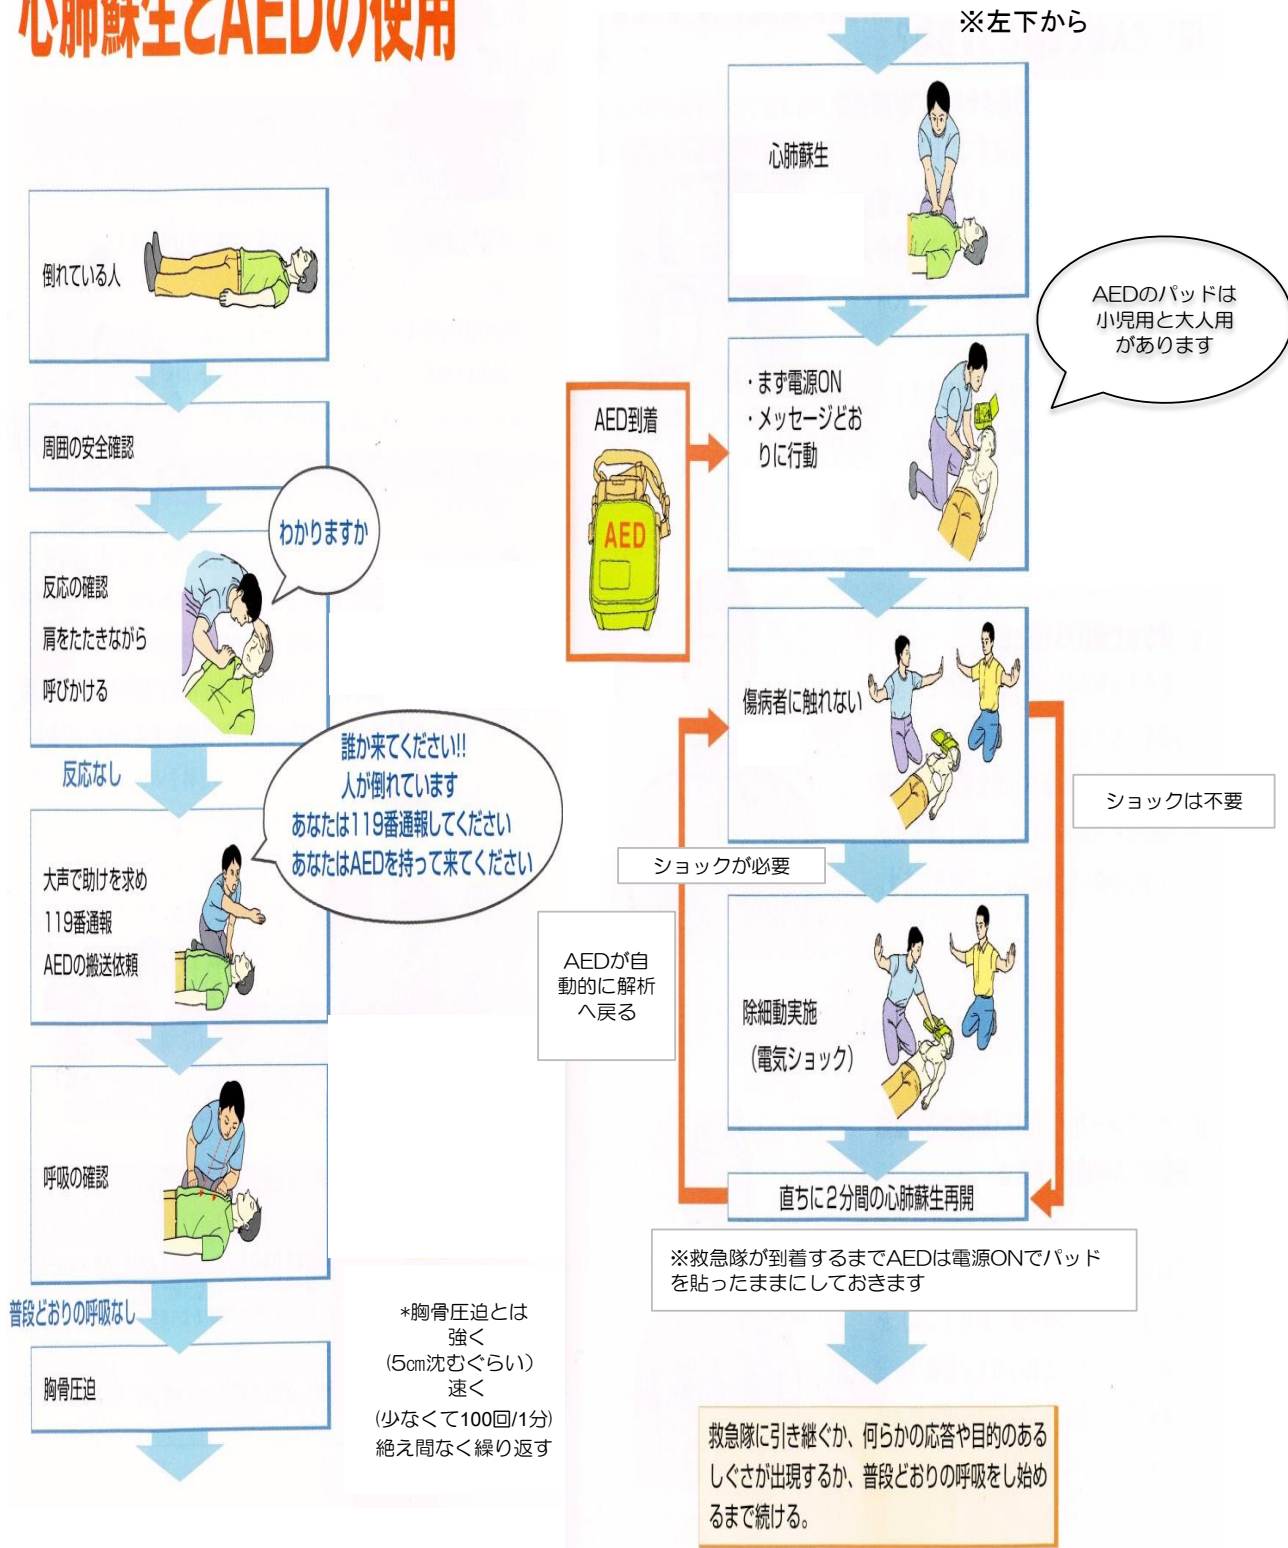 心肺蘇生とAEDの使用
倒れている人
周囲の安全確認
わかりますか
反応の確認
肩をたたきながら
呼びかける
反応なし
誰か来てください!!
人が倒れています
あなたは119番通報してください
あなたはAEDを持って来てください
大声で助けを求め
119番通報
AEDの搬送依頼
呼吸の確認
普段どおりの呼吸なし
胸骨圧迫
*胸骨圧迫とは
強く
(5㎝沈むぐらい)
速く
(少なくて100回/1分)
絶え間なく繰り返す
※左下から
心肺蘇生
AEDのパッドは
小児用と大人用
があります
AED到着
AED
・まず電源ON
・メッセージどお
りに行動
傷病者に触れない
ショックは不要
ショックが必要
AEDが自
動的に解析
へ戻る
除細動実施
(電気ショック)
直ちに2分間の心肺蘇生再開
※救急隊が到着するまでAEDは電源ONでパッド
を貼ったままにしておきます
救急隊に引き継ぐか、何らかの応答や目的のある
しぐさが出現するか、普段どおりの呼吸をし始め
るまで続ける。